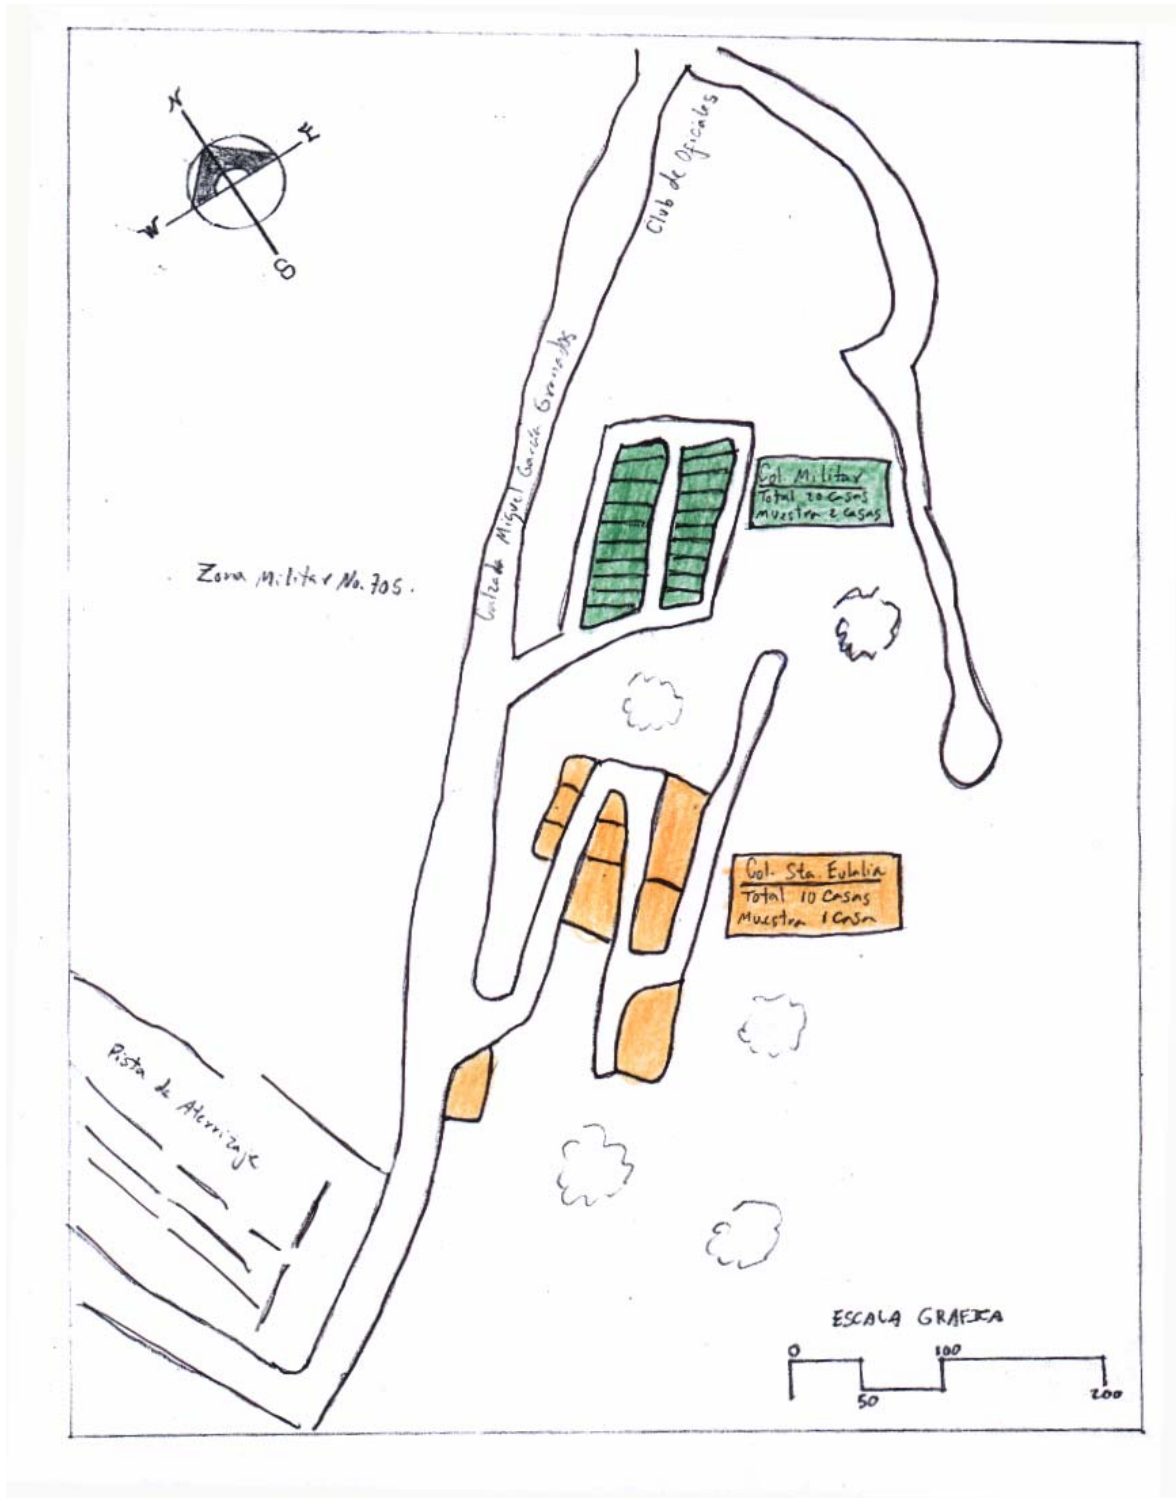 N
E
W
S
Club de Oficiales
Calzada Miguel García Granados
Col. Militar
Total 20 Casas
Muestra 2 Casas
Zona Militar No. 705.
Col. Sta. Eulalia
Total 10 Casas
Muestra 1 Casa
Pista de Aterrizaje
ESCALA GRAFICA
0
100
50
200